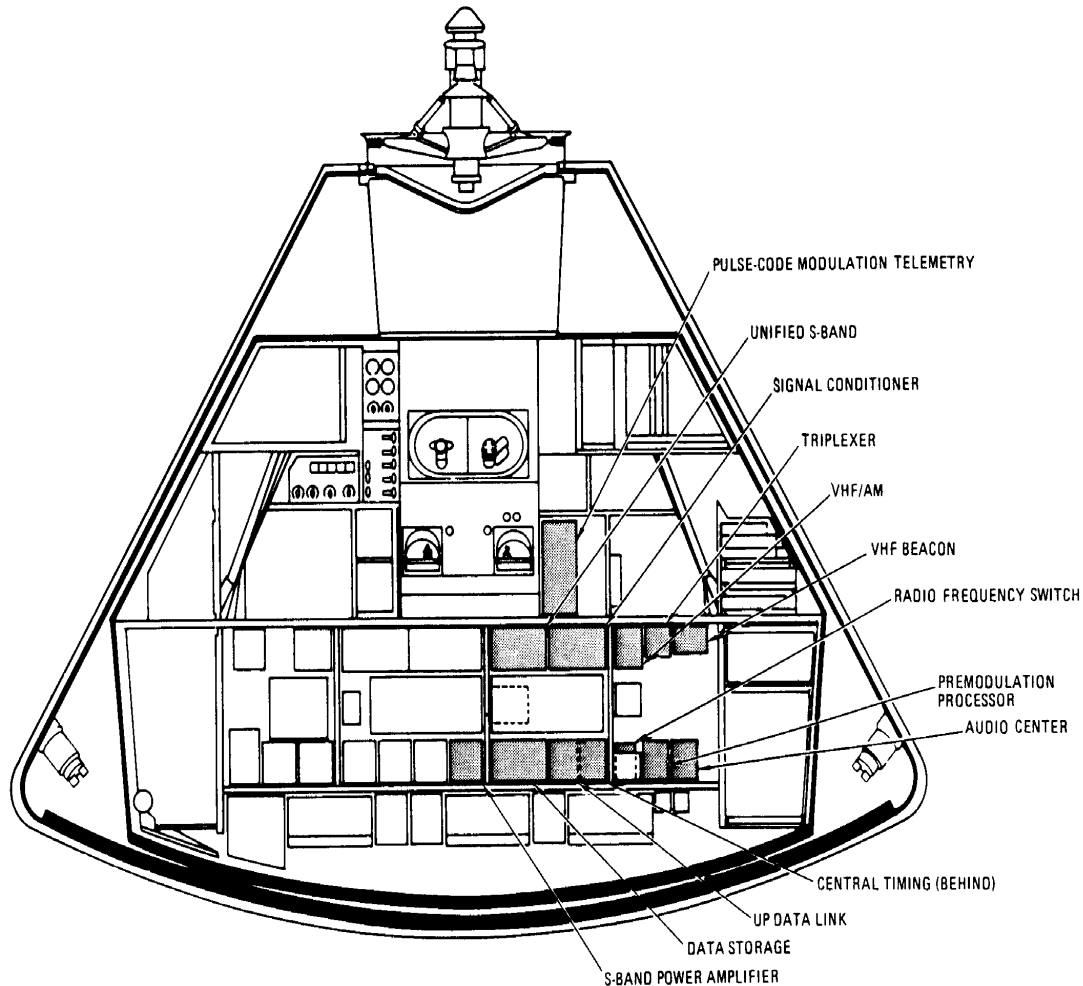 PULSE-CODE MODULATION TELEMETRY
UNIFIED S-BAND
SIGNAL CONDITIONER
TRIPLEXER
VHF/AM
VHF BEACON
RADIO FREQUENCY SWITCH
PREMODULATION
PROCESSOR
AUDIO CENTER
CENTRAL TIMING (BEHIND)
UP DATA LINK
DATA STORAGE
S-BAND POWER AMPLIFIER